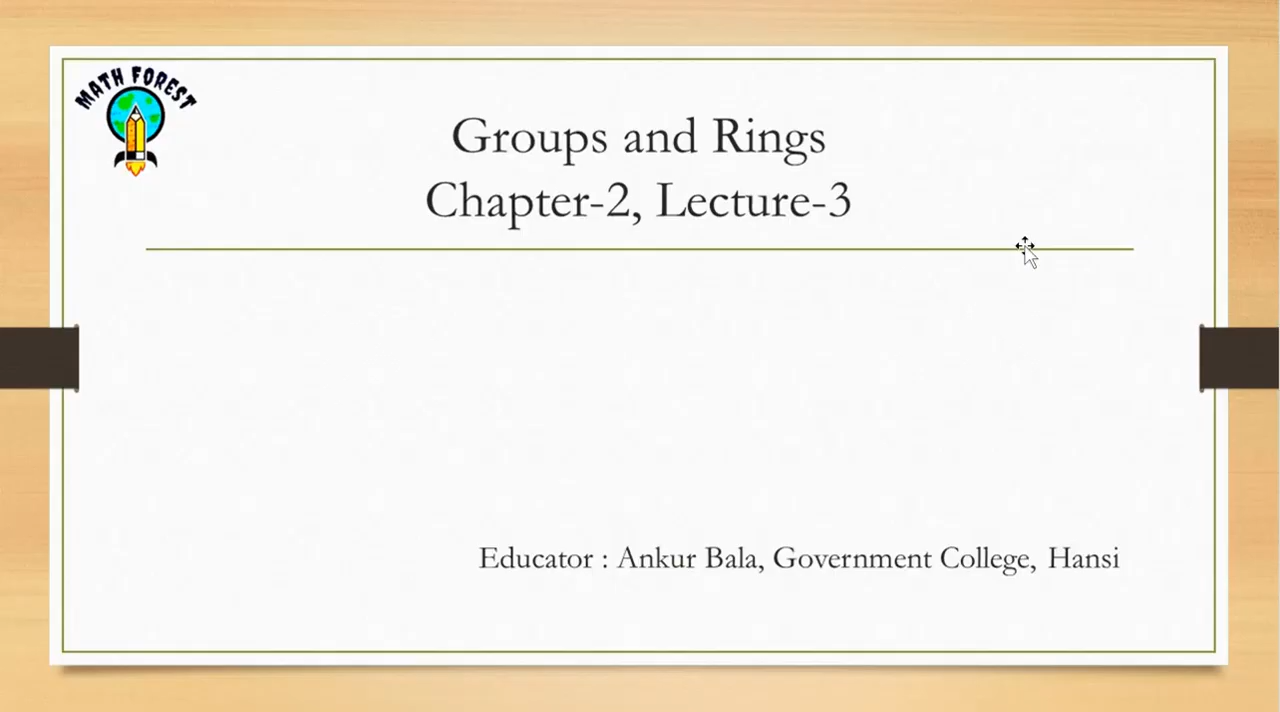 MATH FOREST
Groups and Rings
Chapter-2, Lecture-3
Educator : Ankur Bala, Government College, Hansi